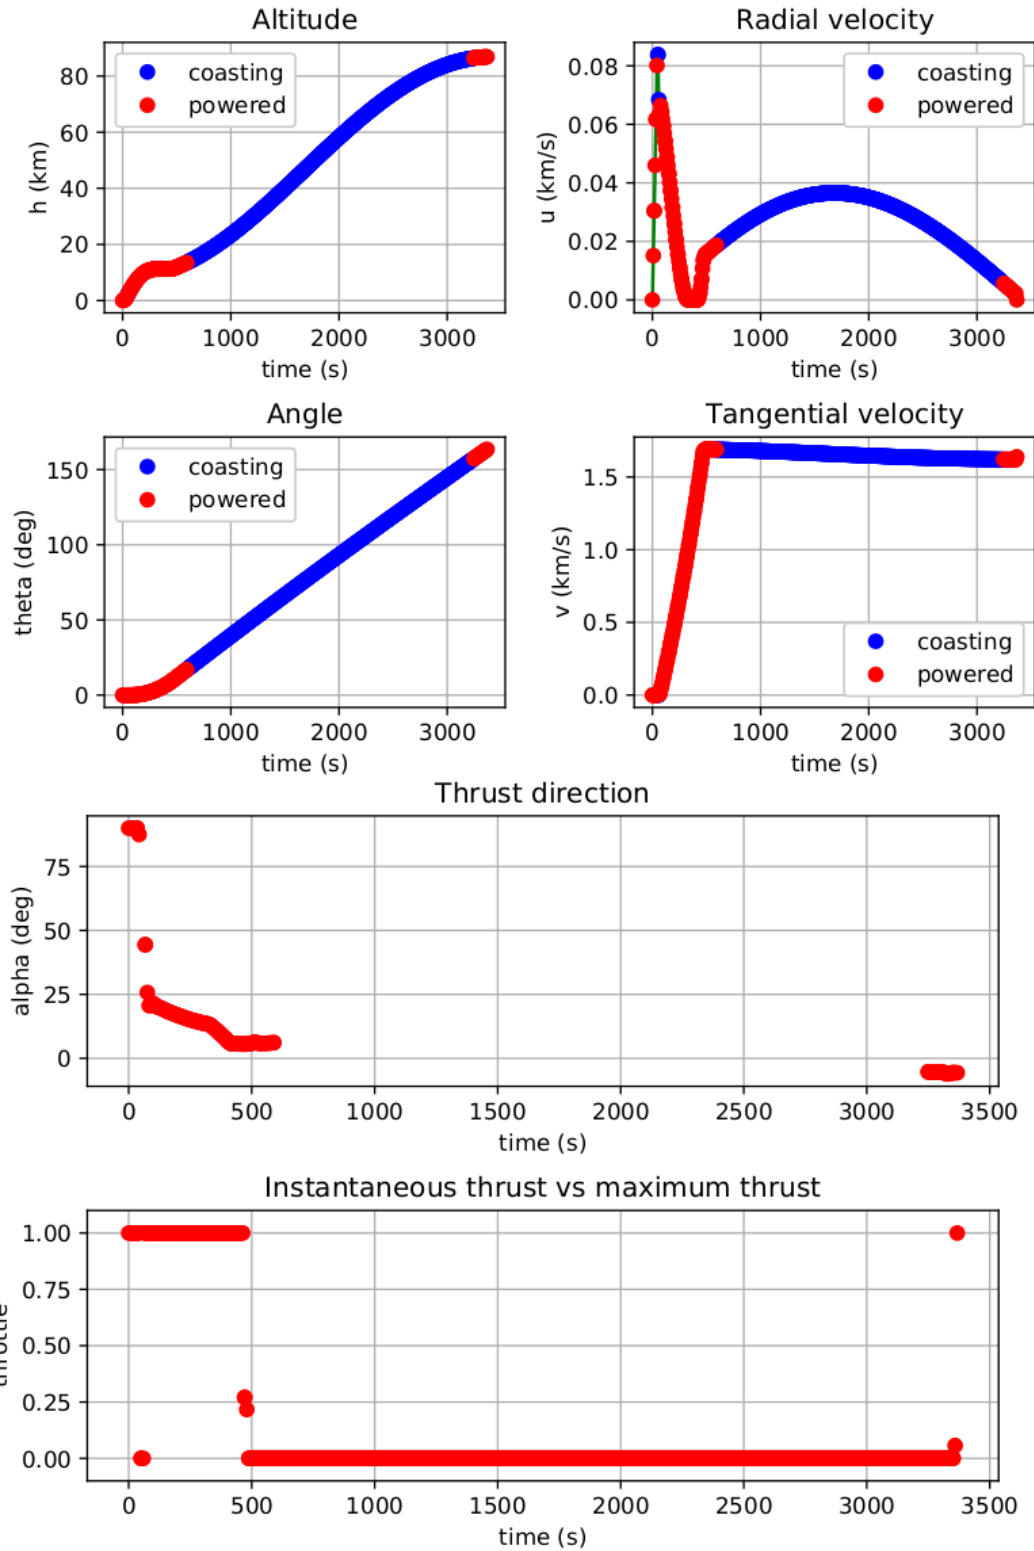 Altitude
Radial velocity
80
60
40
20
0
h (km)
coasting
powered
0 1000 2000 3000
time (s)
0.08
0.06
0.04
0.02
0.00
u (km/s)
coasting
powered
0 1000 2000 3000
time (s)
Angle
Tangential velocity
150
100
50
0
theta (deg)
coasting
powered
0 1000 2000 3000
time (s)
1.5
1.0
0.5
0.0
v (km/s)
coasting
powered
0 1000 2000 3000
time (s)
Thrust direction
75
50
25
0
alpha (deg)
0 500 1000 1500 2000 2500 3000 3500
time (s)
Instantaneous thrust vs maximum thrust
1.00
0.75
0.50
0.25
0.00
throttle
0 500 1000 1500 2000 2500 3000 3500
time (s)